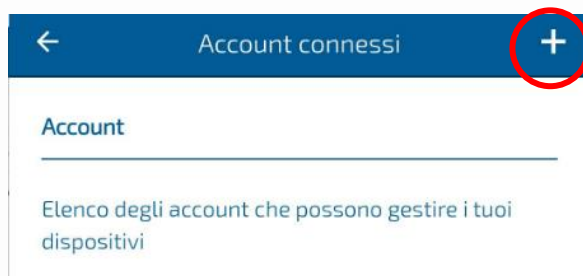 Account connessi
Account
Elenco degli account che possono gestire i tuoi
dispositivi